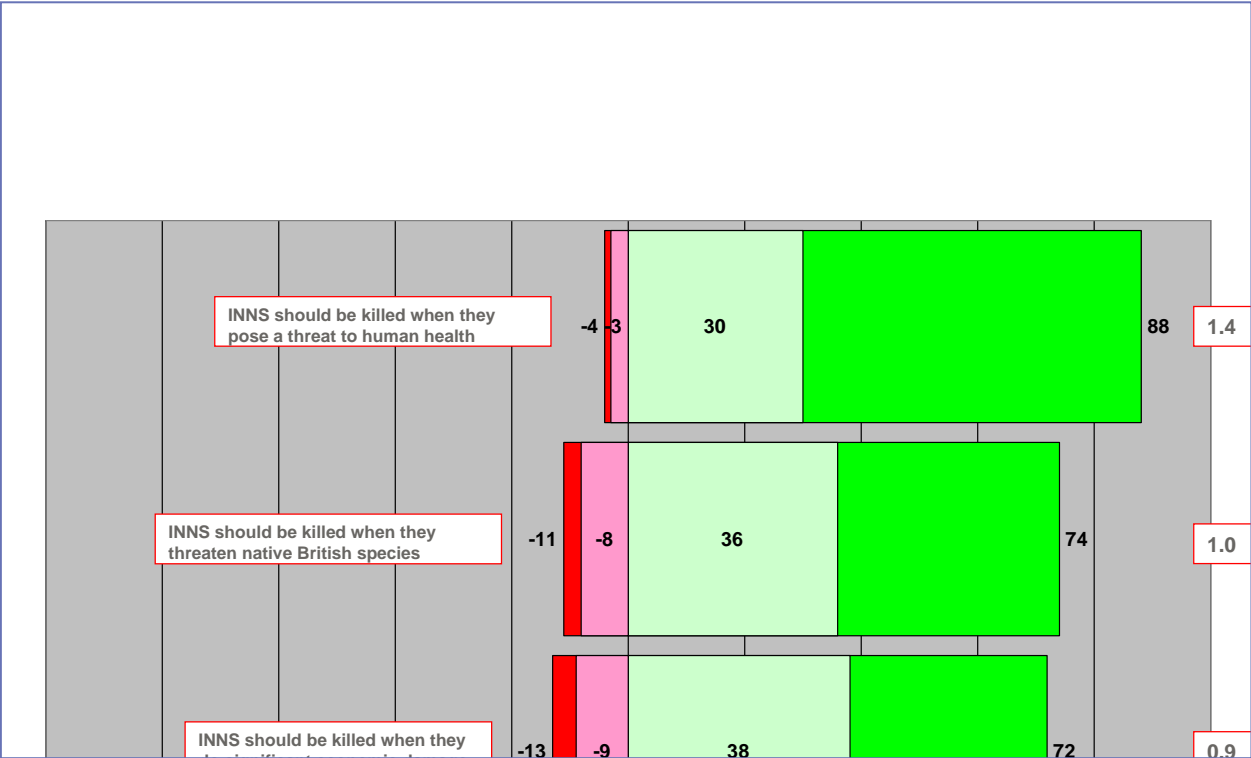 INNS should be killed when they
pose a threat to human health
-4 -3 30 88 1.4
INNS should be killed when they
threaten native British species
-11 -8 36 74 1.0
INNS should be killed when they
-13 -9 38 72 0.9